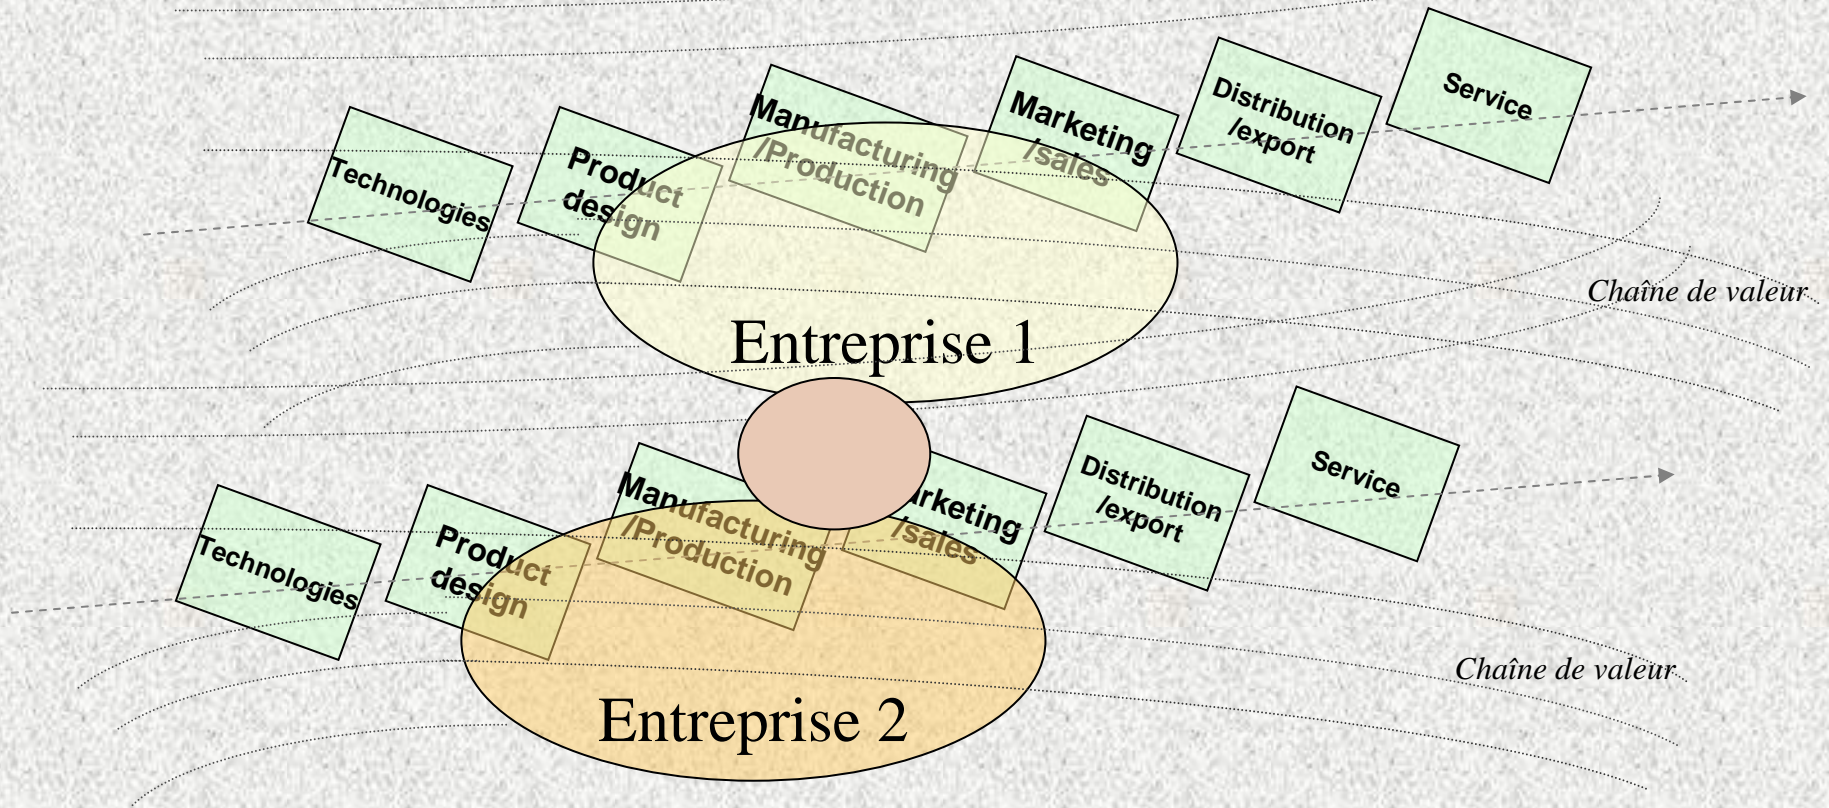 Technologies
Product
design
Manufacturing
/Production
Marketing
/sales
Distribution
/export
Service
Chaîne de valeur
Entreprise 1
Technologies
Product
design
Manufacturing
/Production
arketing
/sales
Distribution
/export
Service
Chaîne de valeur
Entreprise 2